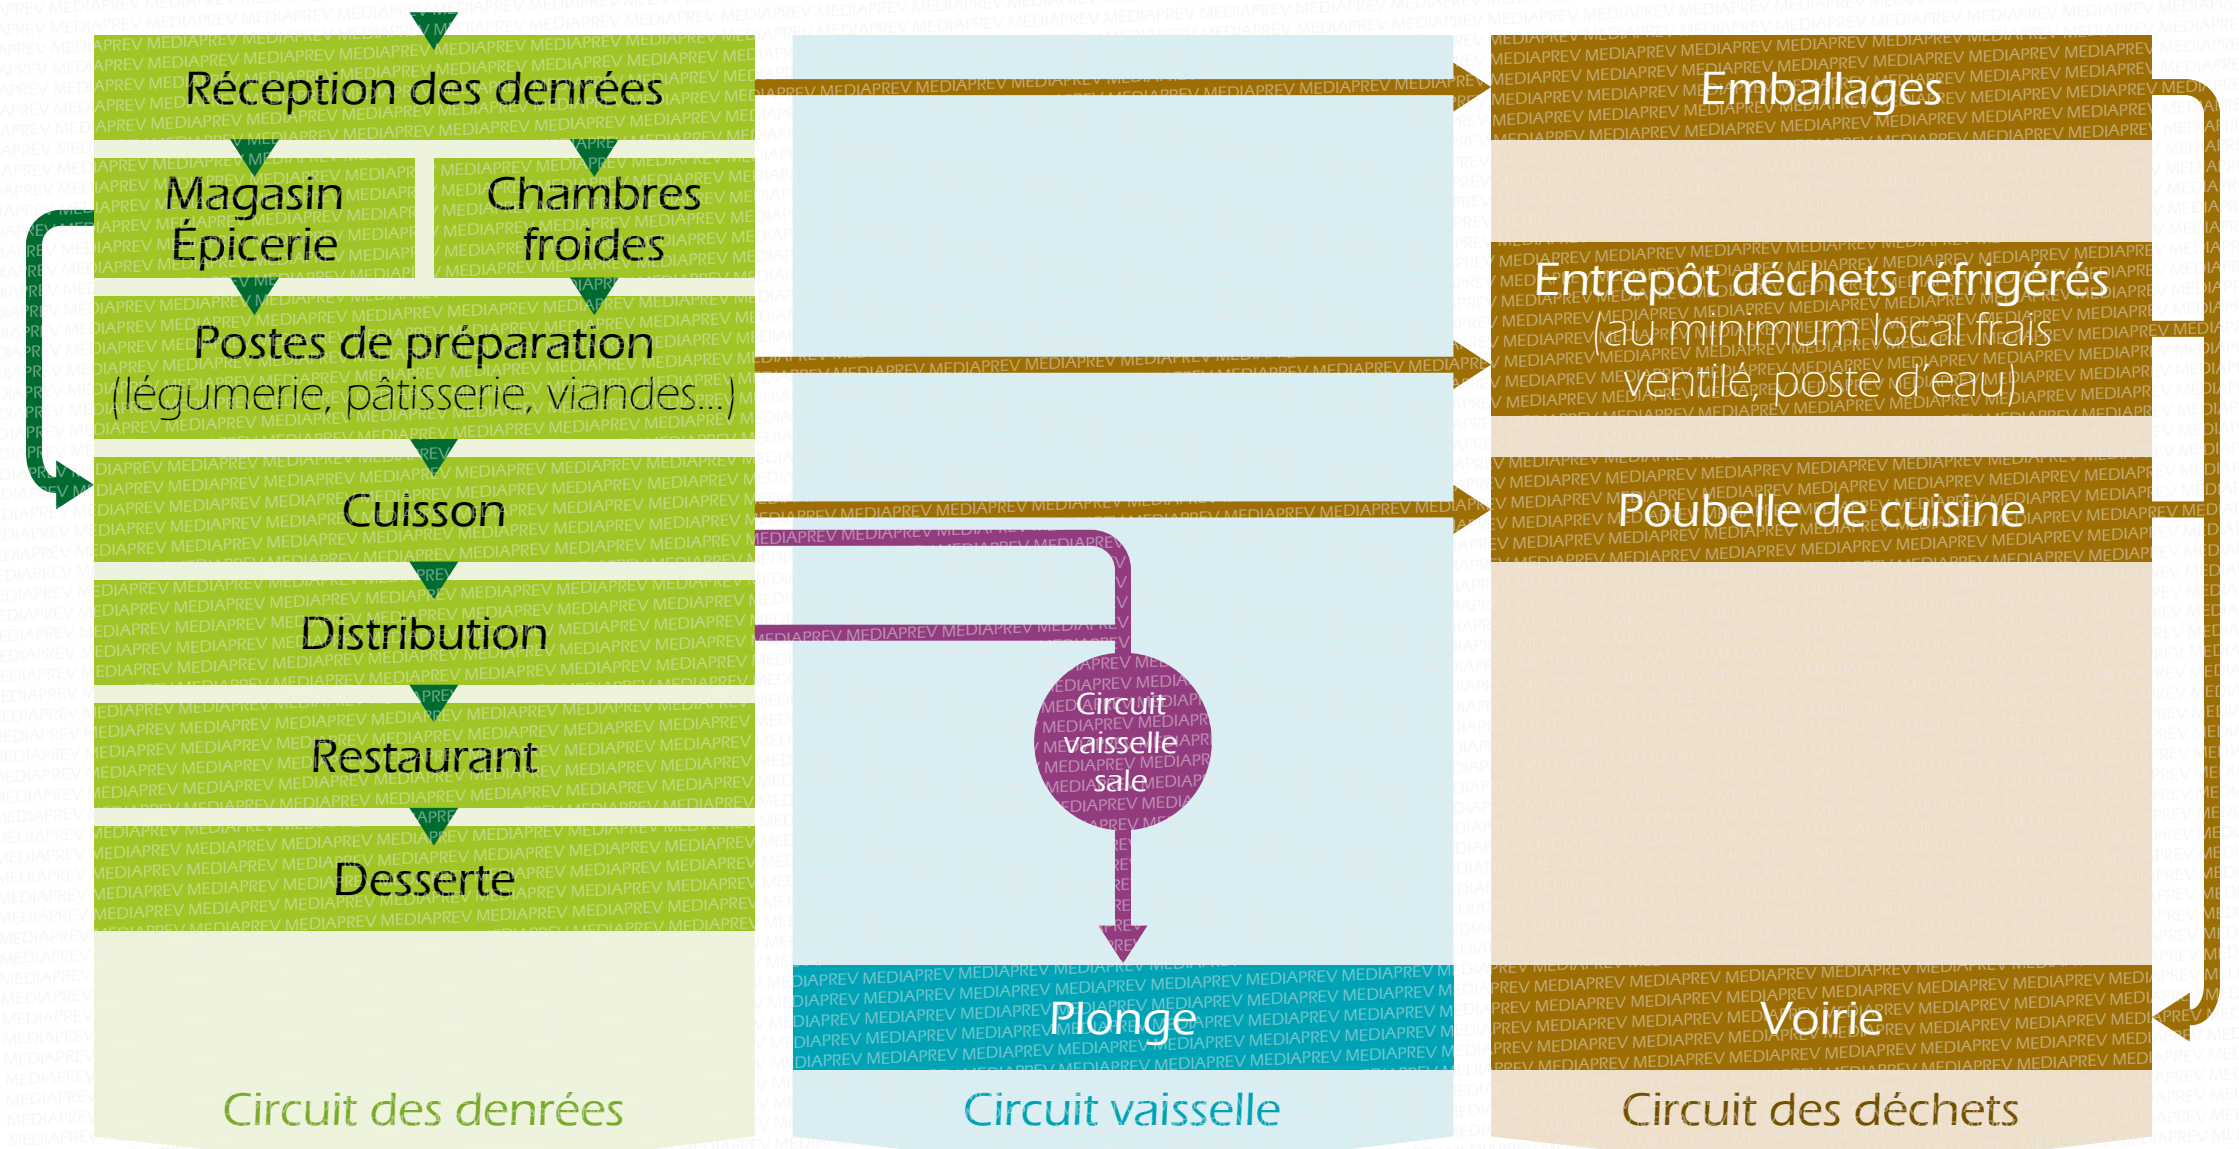 Réception des denrées
Magasin
Épicerie
Chambres
froides
Postes de préparation
(légumerie, pâtisserie, viandes...)
Cuisson
Distribution
Restaurant
Desserte
Circuit des denrées
Circuit
vaisselle
sale
Plonge
Circuit vaisselle
Emballages
Entrepôt déchets réfrigérés
(au minimum local frais
ventilé, poste d'eau)
Poubelle de cuisine
Voirie
Circuit des déchets
MEDIAPREV